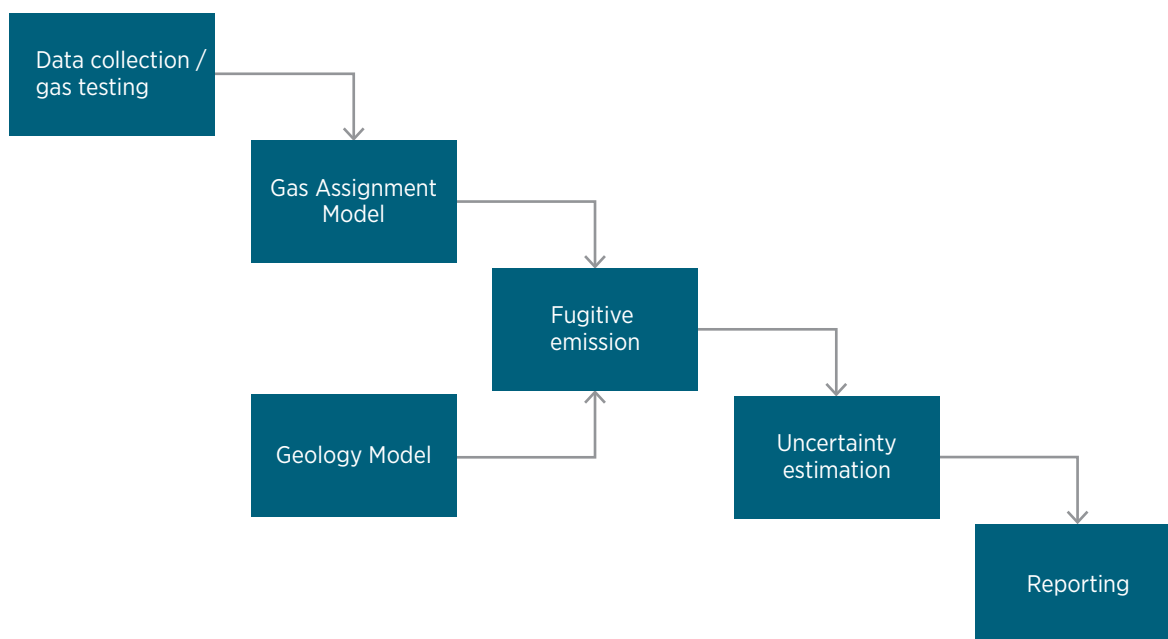 Data collection /
gas testing
Gas Assignment
Model
Fugitive
emission
Geology Model
Uncertainty
estimation
Reporting